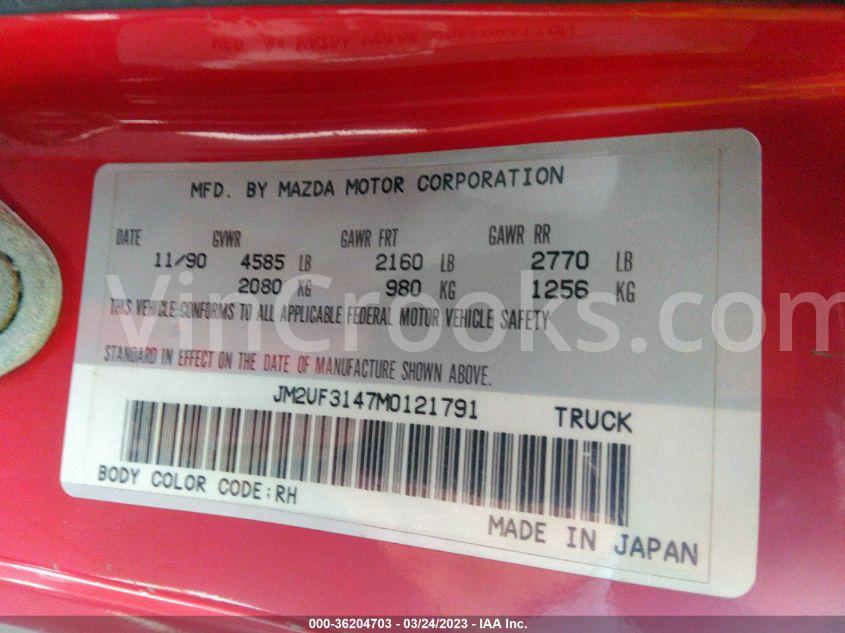 MFD. BY MAZDA MOTOR CORPORATION
DATE GVWR GAWR FRT GAWR RR
11/90 4585 LB 2160 LB 2770 LB
2080 KG 980 KG 1256 KG
VinCrooks.com
THIS VEHICLE CONFORMS TO ALL APPLICABLE FEDERAL MOTOR VEHICLE SAFETY
STANDARD IN EFFECT ON THE DATE OF MANUFACTURE SHOWN ABOVE.
JM2UF3147M0121791 TRUCK
BODY COLOR CODE;RH
MADE IN JAPAN
000-36204703 - 03/24/2023 - IAA Inc.